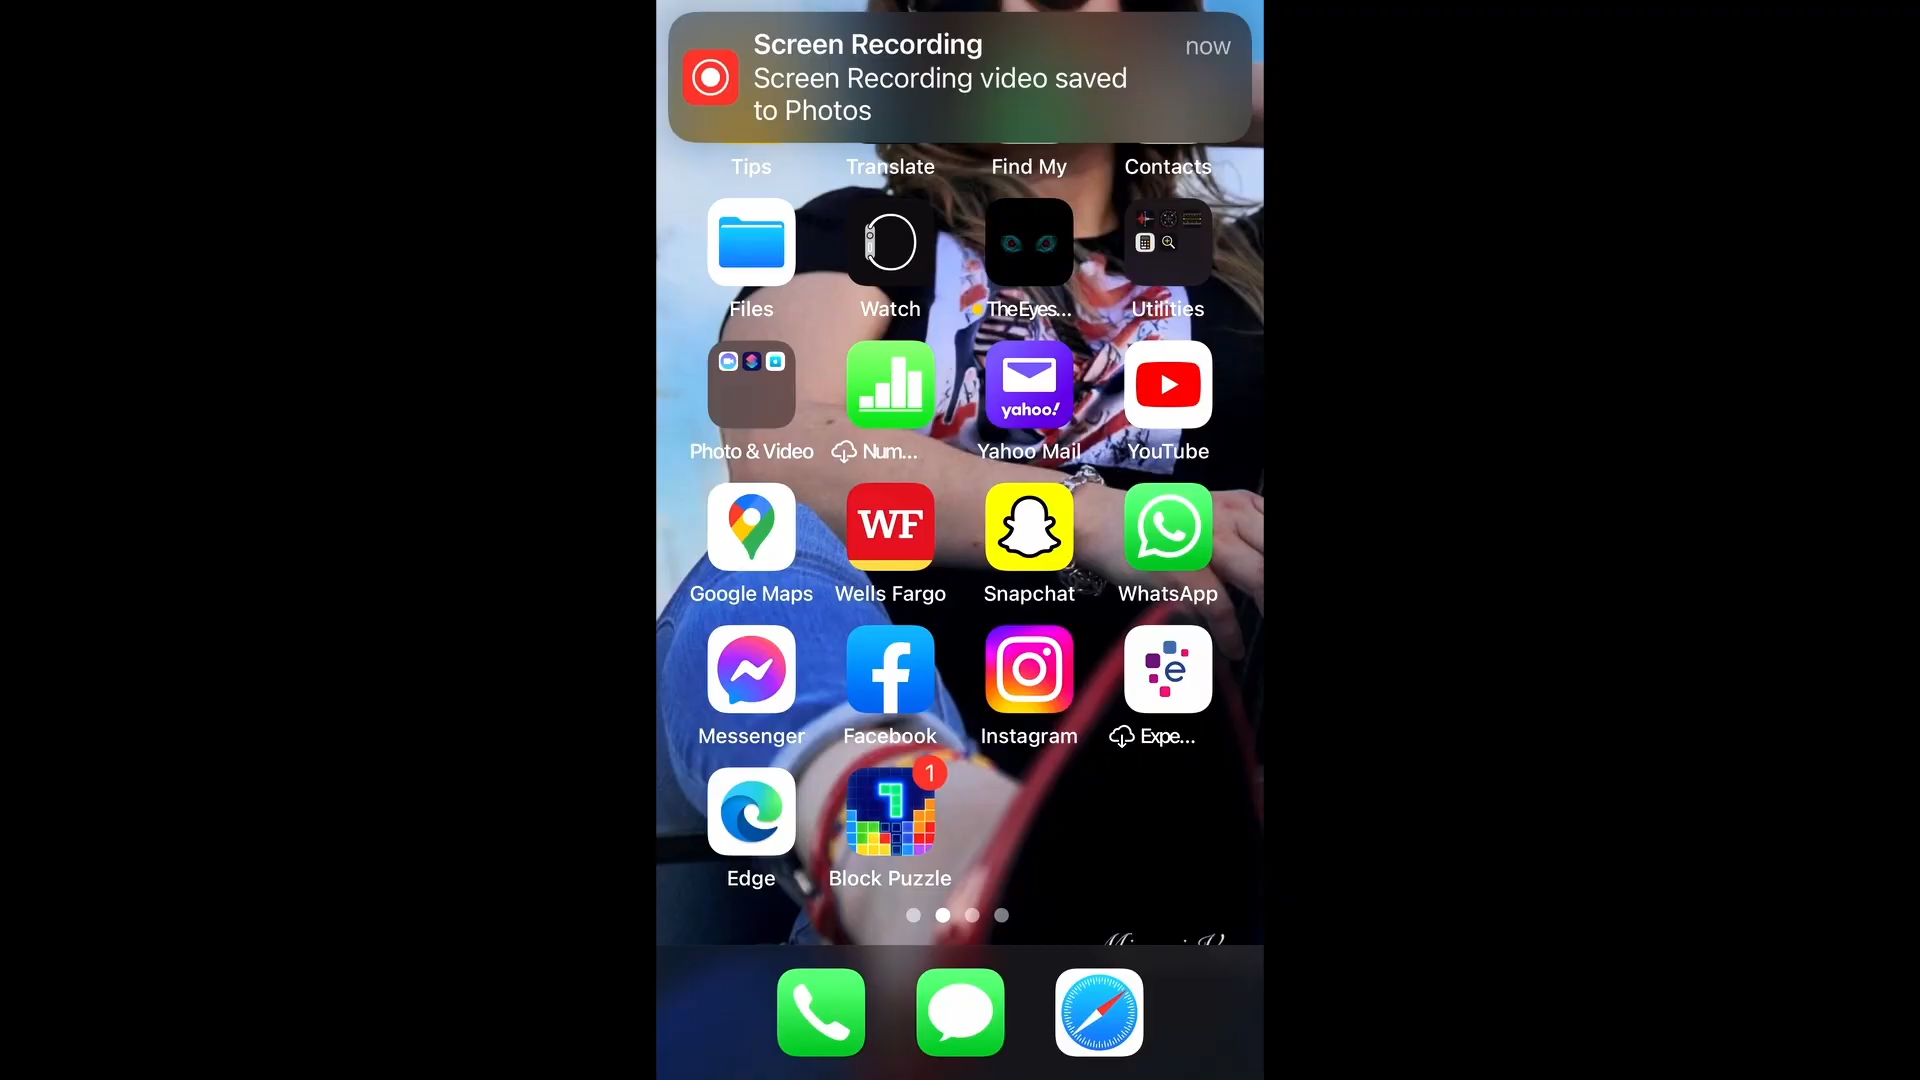 Screen Recording
now
Screen Recording video saved
to Photos
Tips
Translate
Find My
Contacts
Files
Watch
TheEyes...
Utilities
yahoo!
Photo & Video
Num...
Yahoo Mail
YouTube
WF
Google Maps
Wells Fargo
Snapchat
WhatsApp
e
Messenger
Facebook
Instagram
Expe...
1
Edge
Block Puzzle